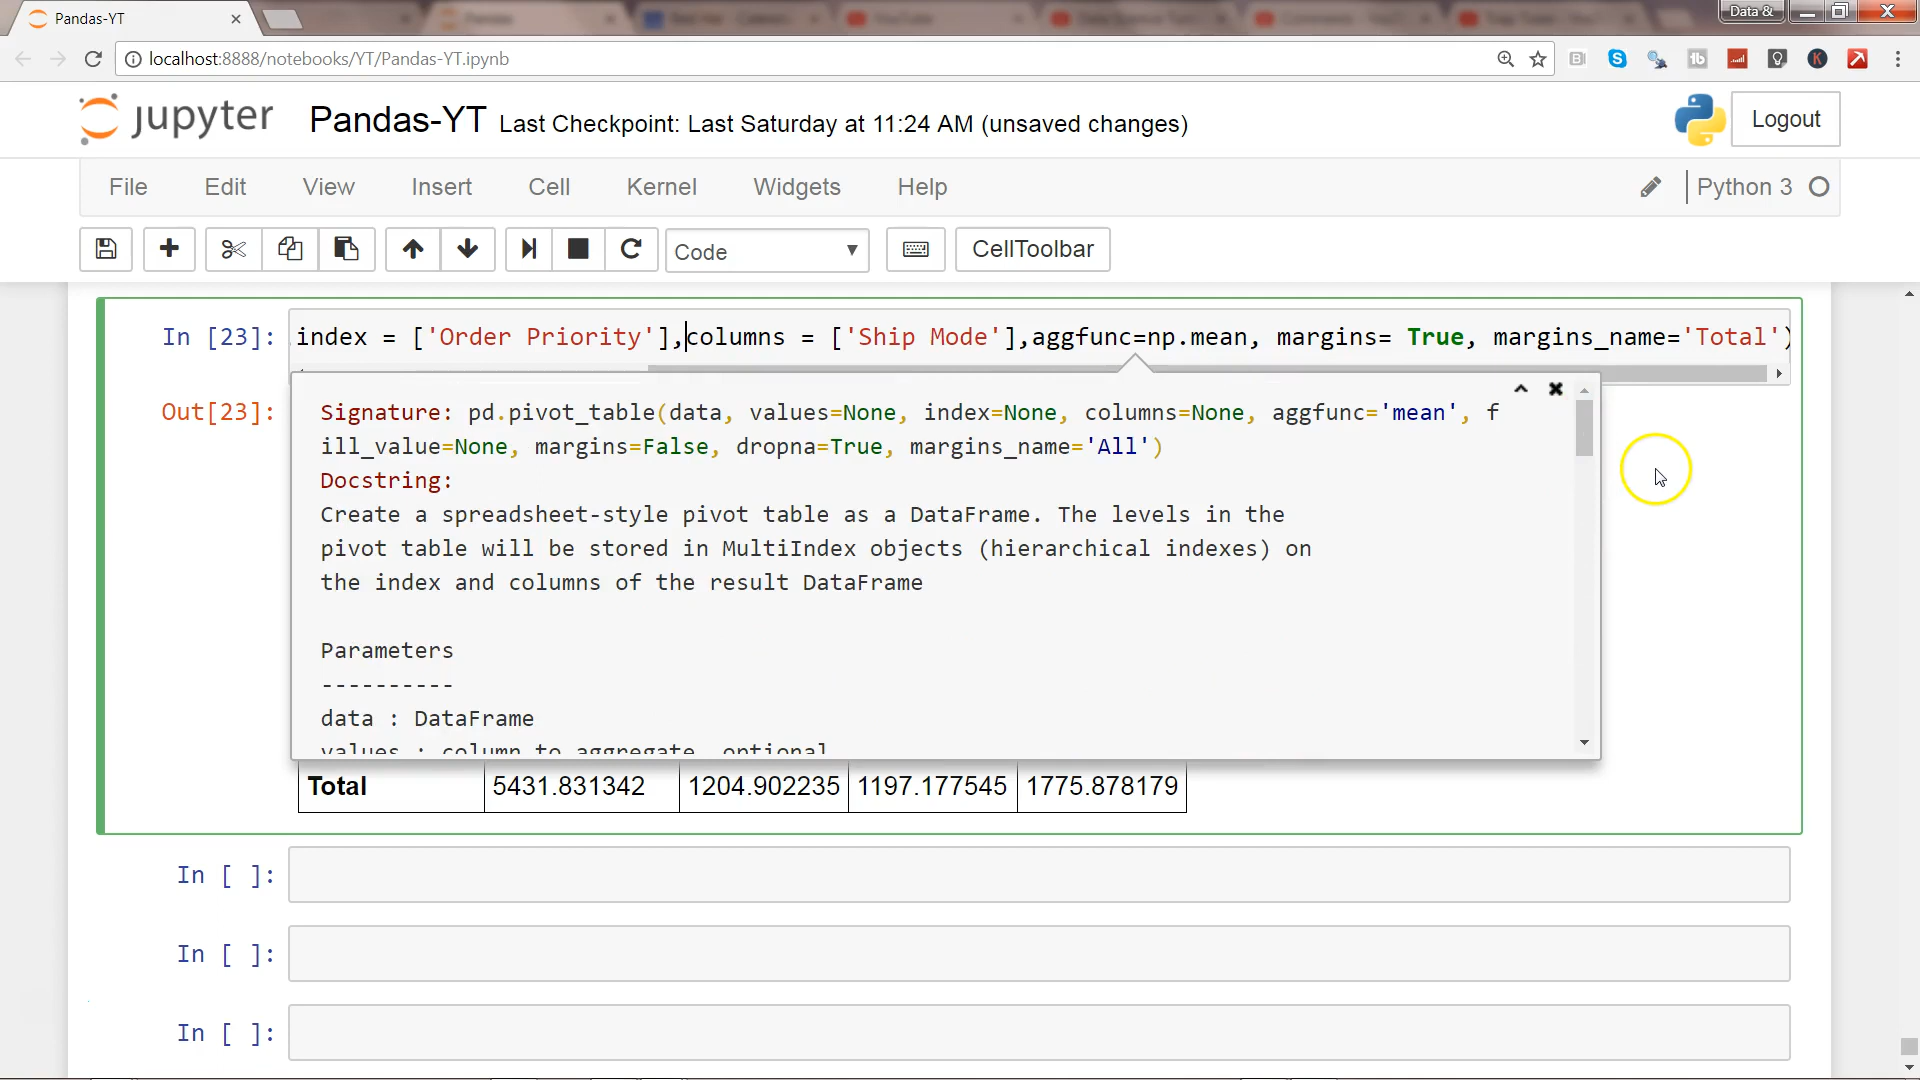 Pandas-YT
Data &
localhost:8888/notebooks/YT/Pandas-YT.ipynb
jupyter Pandas-YT Last Checkpoint: Last Saturday at 11:24 AM (unsaved changes)
Logout
File Edit View Insert Cell Kernel Widgets Help
Python 3
Code
CellToolbar
In [23]: index = ['Order Priority'],columns = ['Ship Mode'],aggfunc=np.mean, margins= True, margins_name='Total')
Out[23]:
Signature: pd.pivot_table(data, values=None, index=None, columns=None, aggfunc='mean', f
ill_value=None, margins=False, dropna=True, margins_name='All')
Docstring:
Create a spreadsheet-style pivot table as a DataFrame. The levels in the
pivot table will be stored in MultiIndex objects (hierarchical indexes) on
the index and columns of the result DataFrame
Parameters
----------
data : DataFrame
values : column to aggregate, optional
Total 5431.831342 1204.902235 1197.177545 1775.878179
In [ ]:
In [ ]:
In [ ]: